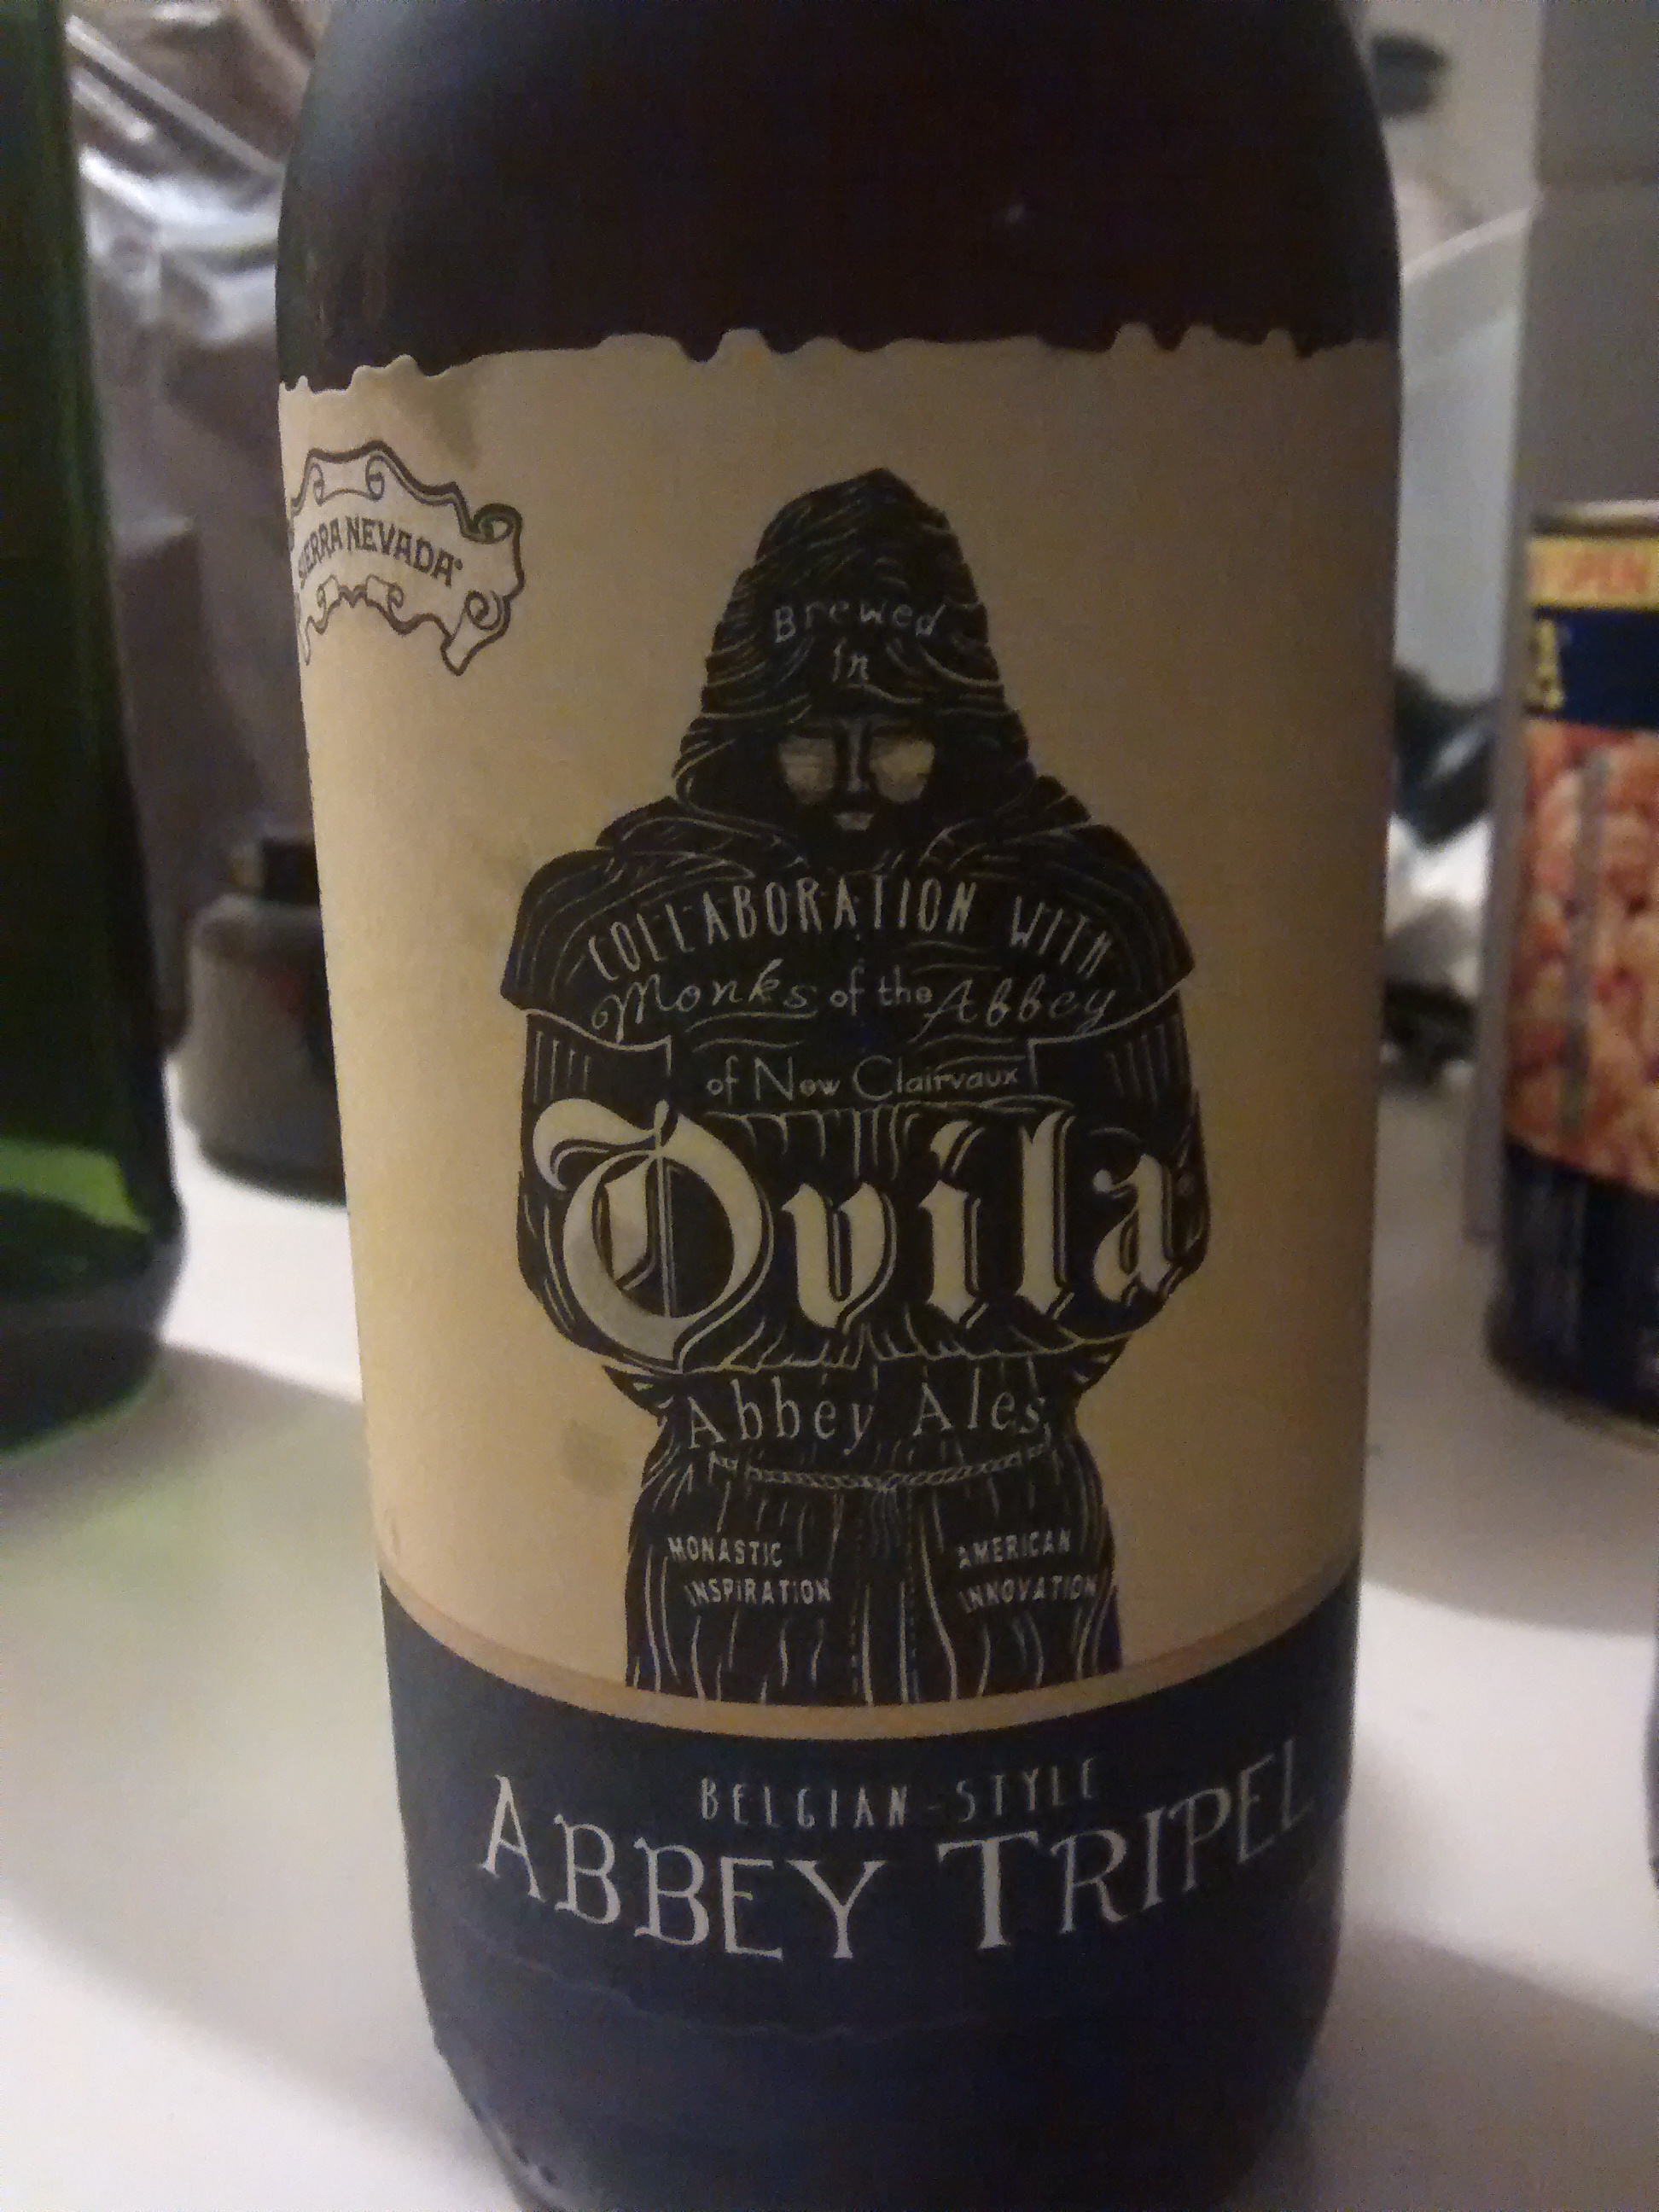 SIERRA NEVADA®
Brewed
in
COLLABORATION WITH
Monks of the Abbey
of New Clairvaux
Ovila
Abbey Ales
MONASTIC
INSPIRATION
AMERICAN
INNOVATION
BELGIAN-STYLE
ABBEY TRIPEL